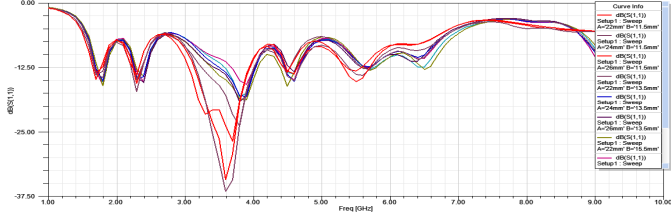 0.00
-12.50
-25.00
-37.50
dB(S(1,1))
1.00
2.00
3.00
4.00
5.00
6.00
7.00
8.00
9.00
10.00
Freq [GHz]
Curve Info
dB(S(1,1))
Setup1 : Sweep
A='22mm' B='11.5mm'
dB(S(1,1))
Setup1 : Sweep
A='24mm' B='11.5mm'
dB(S(1,1))
Setup1 : Sweep
A='26mm' B='11.5mm'
dB(S(1,1))
Setup1 : Sweep
A='22mm' B='13.5mm'
dB(S(1,1))
Setup1 : Sweep
A='24mm' B='13.5mm'
dB(S(1,1))
Setup1 : Sweep
A='26mm' B='13.5mm'
dB(S(1,1))
Setup1 : Sweep
A='22mm' B='15.5mm'
dB(S(1,1))
Setup1 : Sweep